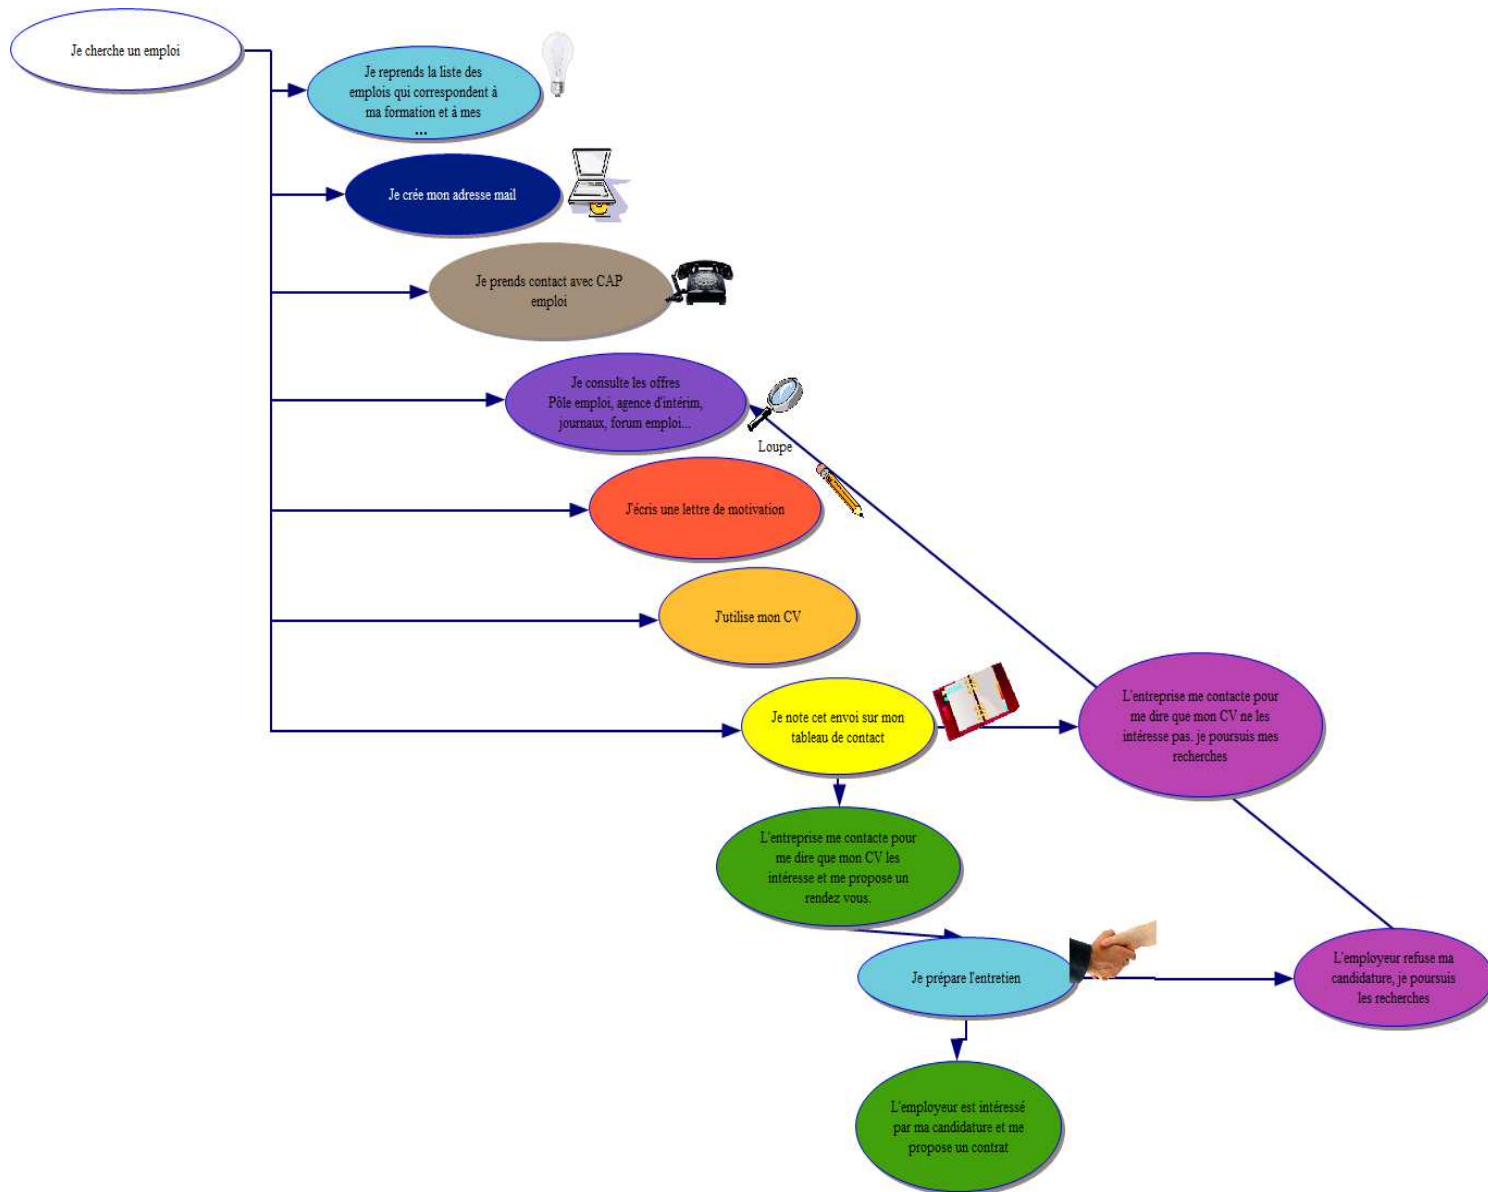 Je cherche un emploi
Je reprends la liste des
emplois qui correspondent à
ma formation et à mes
...
Je crée mon adresse mail
Je prends contact avec CAP
emploi
Je consulte les offres
Pôle emploi, agence d'intérim,
journaux, forum emploi...
Loupe
J'écris une lettre de motivation
J'utilise mon CV
Je note cet envoi sur mon
tableau de contact
L'entreprise me contacte pour
me dire que mon CV ne les
intéresse pas. je poursuis mes
recherches
L'entreprise me contacte pour
me dire que mon CV les
intéresse et me propose un
rendez vous.
Je prépare l'entretien
L'employeur refuse ma
candidature, je poursuis
les recherches
L'employeur est intéressé
par ma candidature et me
propose un contrat